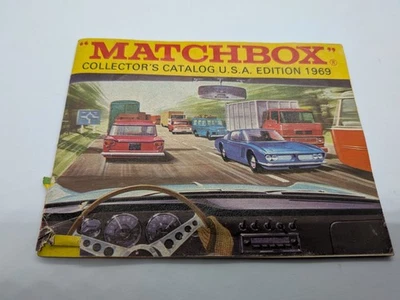 "MATCHBOX"®
COLLECTOR'S CATALOG U.S.A. EDITION 1969